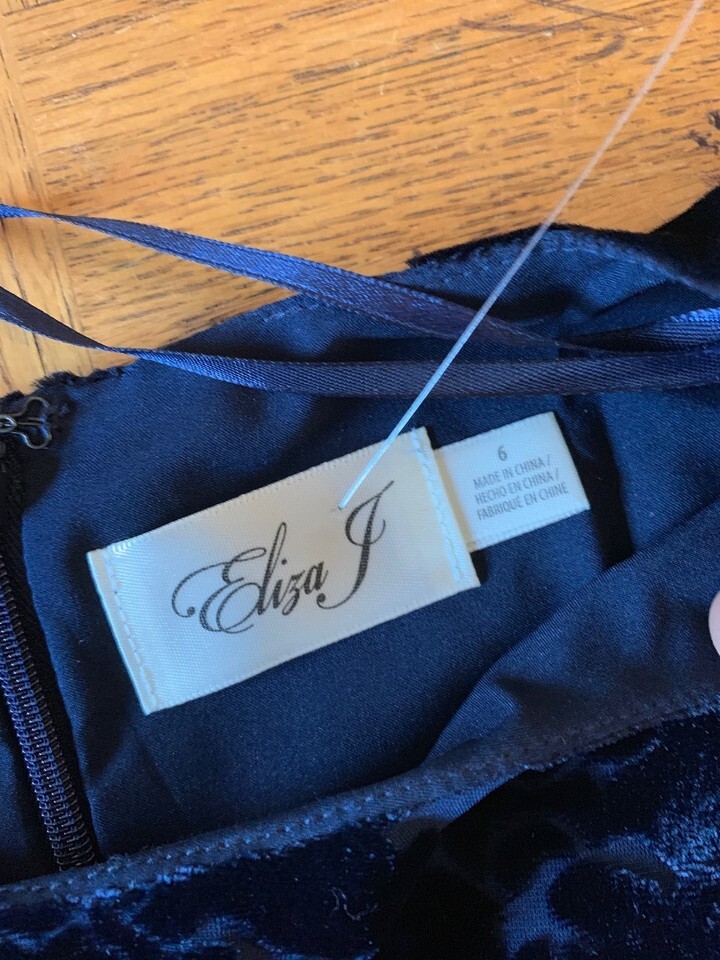 Eliza J
6
MADE IN CHINA /
HECHO EN CHINA /
FABRIQUÉ EN CHINE